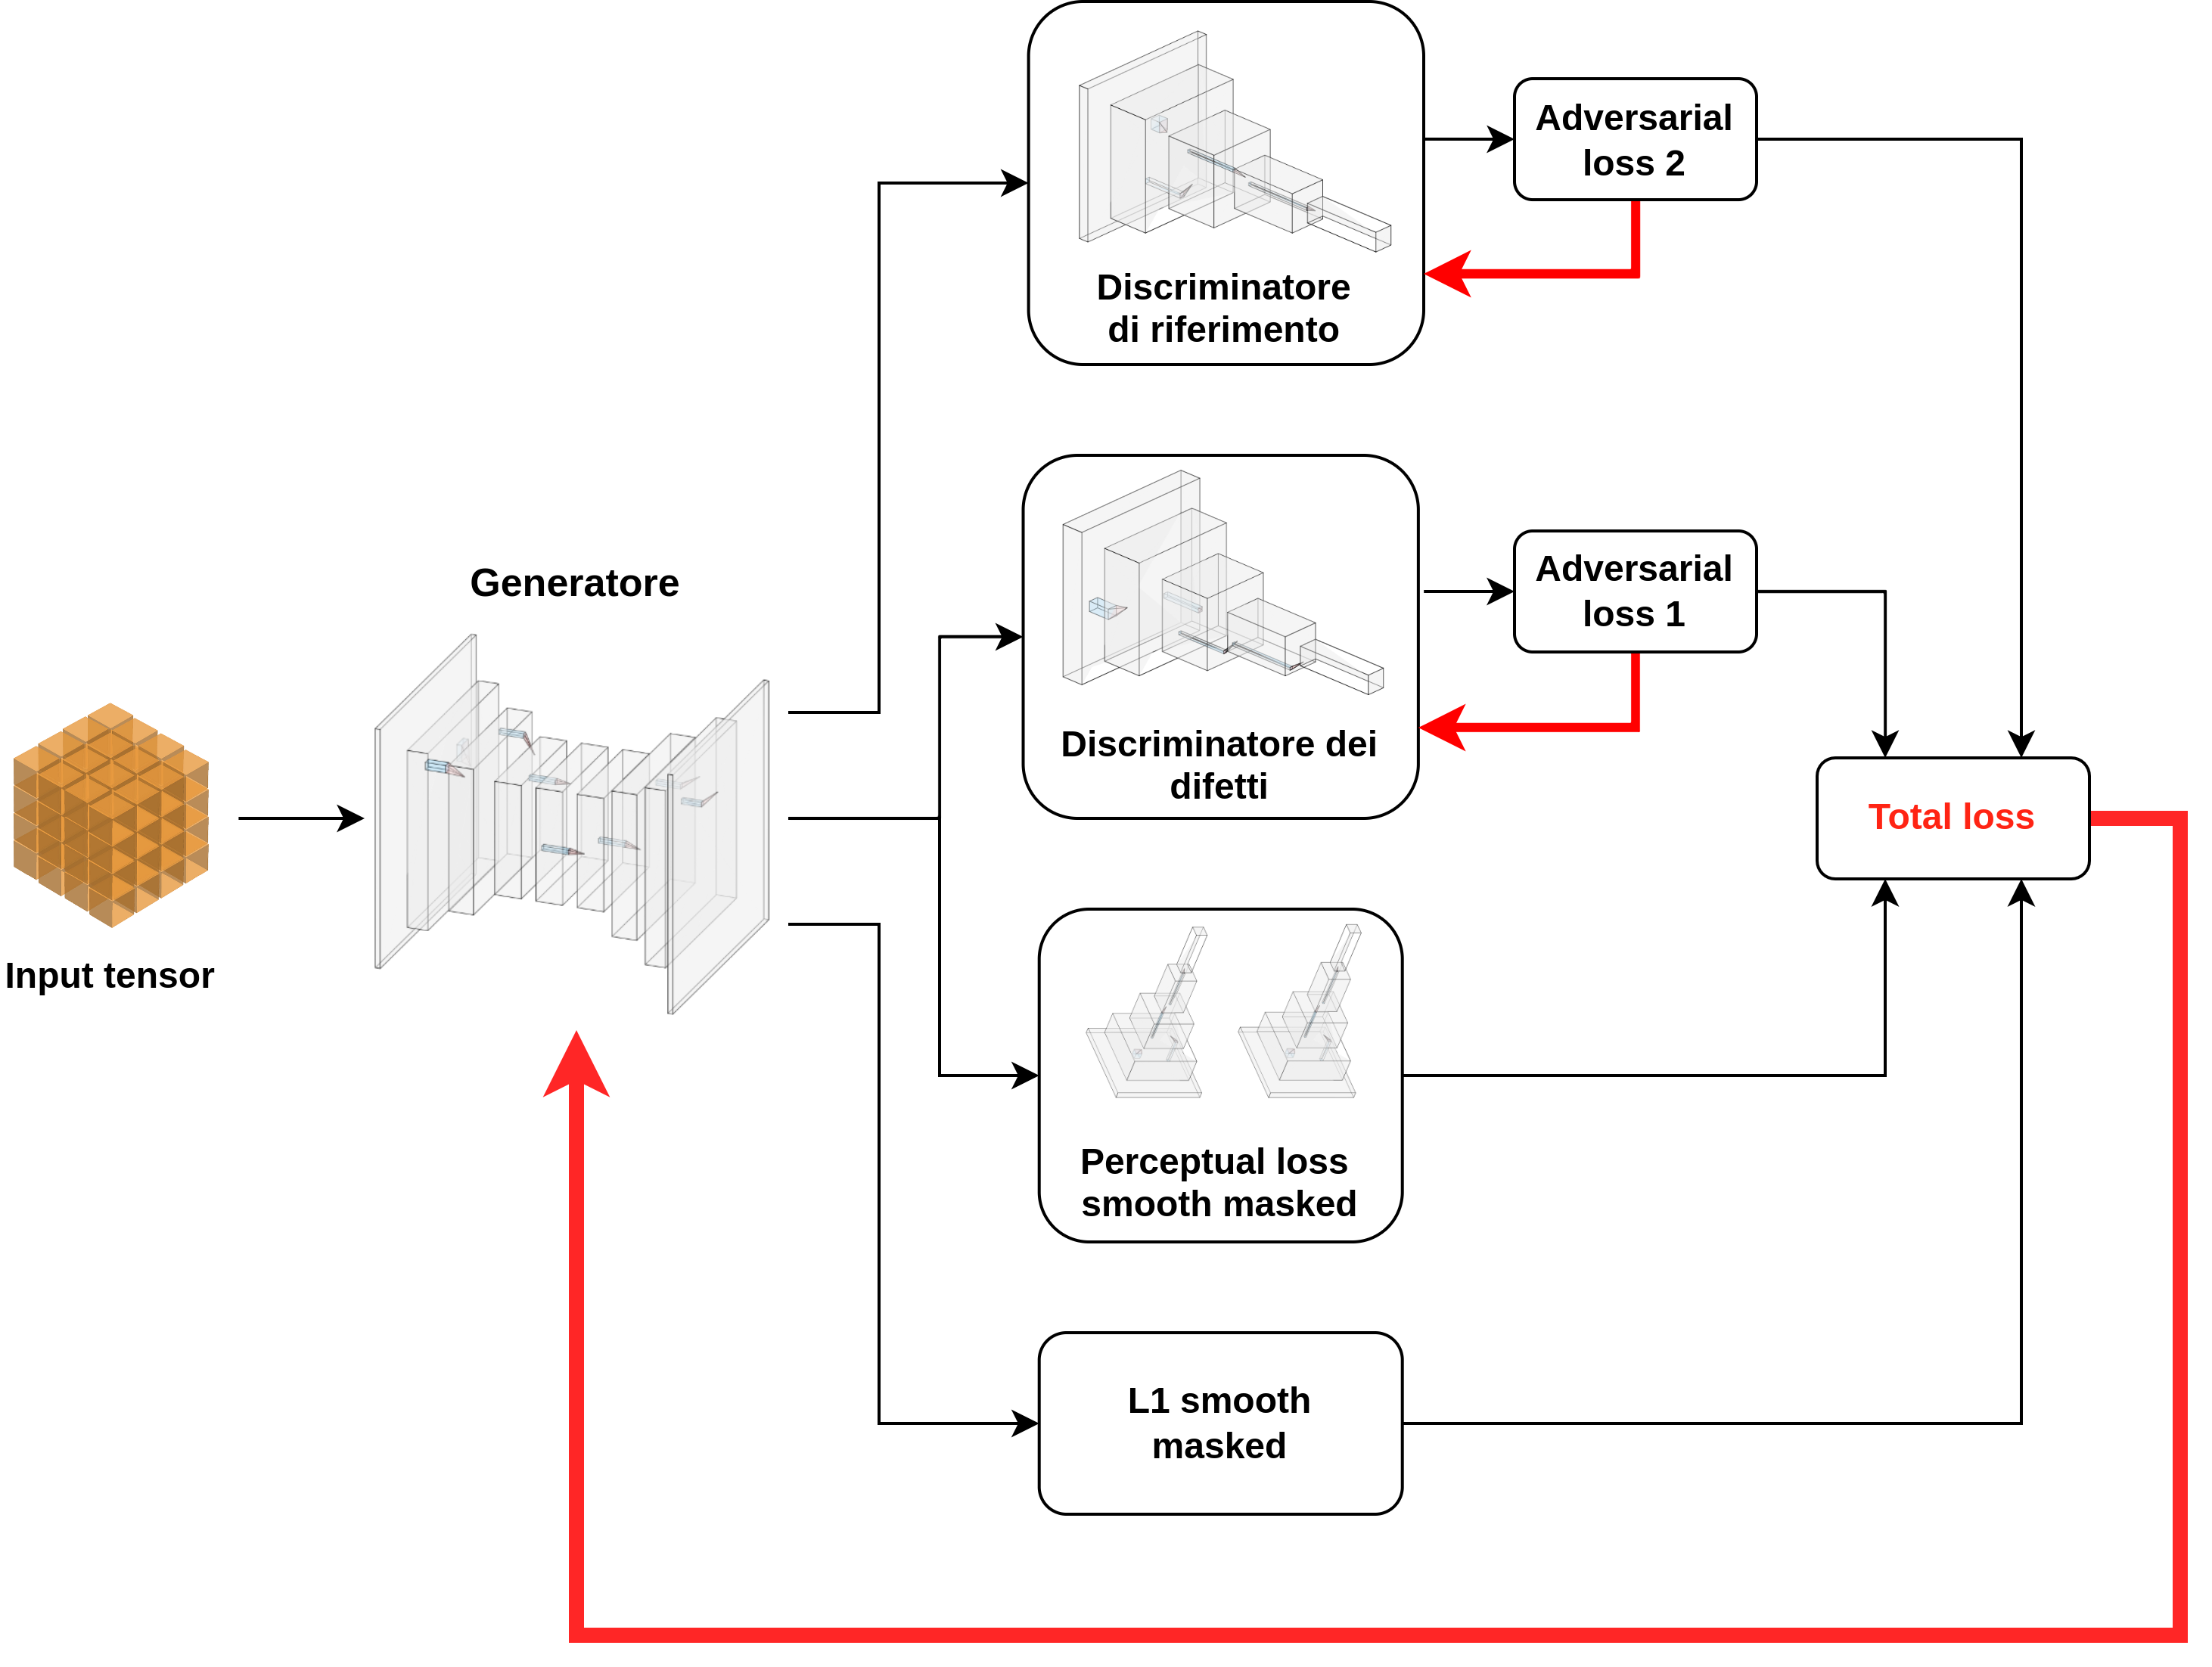 Adversarial
loss 2
Discriminatore
di riferimento
Adversarial
loss 1
Generatore
Discriminatore dei
difetti
Total loss
Input tensor
Perceptual loss
smooth masked
L1 smooth
masked